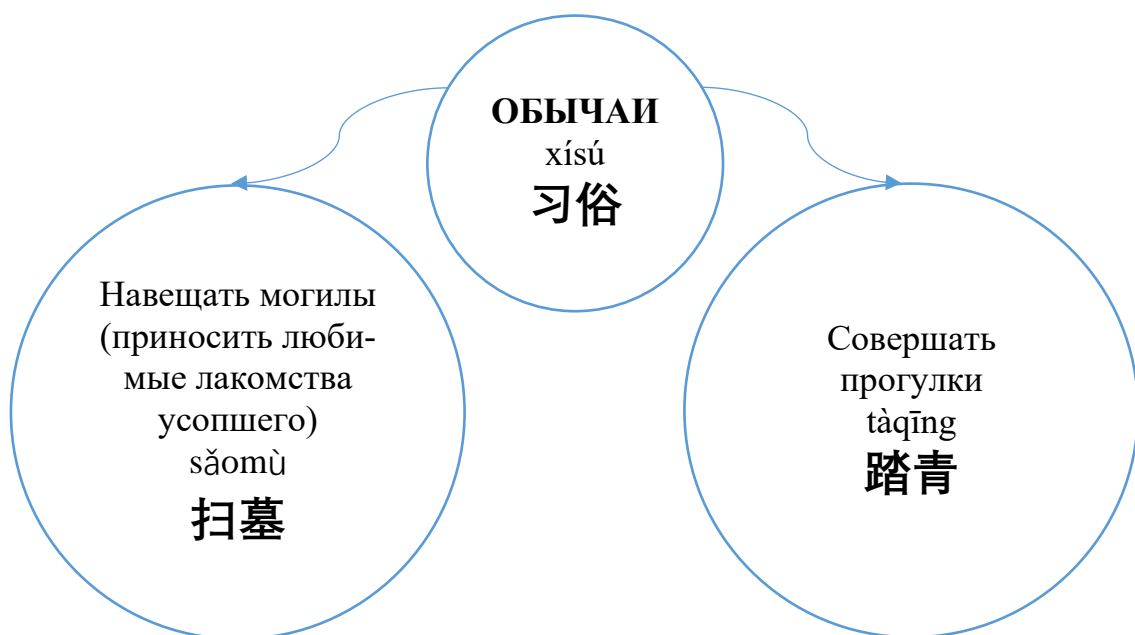 ОБЫЧАИ
xísú
习俗
Навещать могилы
(приносить люби-
мые лакомства
усопшего)
sǎomù
扫墓
Совершать
прогулки
tàqīng
踏青